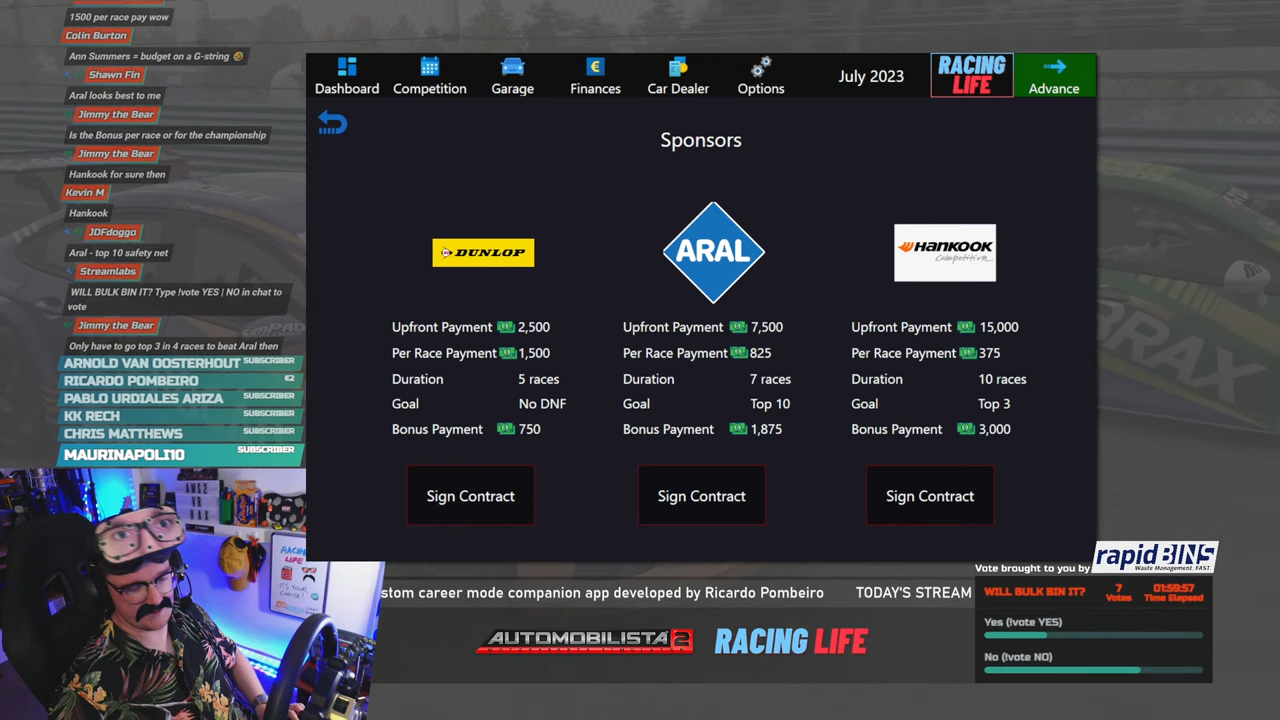 1500 per race pay wow
Colin Burton
Ann Summers = budget on a G-string
Shawn Fin
Aral looks best to me
Jimmy the Bear
Is the Bonus per race or for the championship
Jimmy the Bear
Hankook for sure then
Kevin M
Hankook
JDFdoggo
Aral - top 10 safety net
Streamlabs
WILL BULK BIN IT? Type !vote YES | NO in chat to
vote
Jimmy the Bear
Only have to go top 3 in 4 races to beat Aral then
ARNOLD VAN OOSTERHOUT SUBSCRIBER
RICARDO POMBEIRO €2
PABLO URDIALES ARIZA SUBSCRIBER
KK RECH SUBSCRIBER
CHRIS MATTHEWS SUBSCRIBER
MAURINAPOLI10 SUBSCRIBER
Dashboard Competition Garage Finances Car Dealer Options July 2023 RACING LIFE Advance
Sponsors
DUNLOP
ARAL
HANKOOK
Competition
Upfront Payment 2,500
Per Race Payment 1,500
Duration 5 races
Goal No DNF
Bonus Payment 750
Sign Contract
Upfront Payment 7,500
Per Race Payment 825
Duration 7 races
Goal Top 10
Bonus Payment 1,875
Sign Contract
Upfront Payment 15,000
Per Race Payment 375
Duration 10 races
Goal Top 3
Bonus Payment 3,000
Sign Contract
AMS2
VR
RACING
LIFE
IT'S YOUR
CHOICE!
stom career mode companion app developed by Ricardo Pombeiro TODAY'S STREAM
AUTOMOBILISTA 2 RACING LIFE
Vote brought to you by rapidBINS
Waste Management. FAST.
WILL BULK BIN IT? 7 Votes 01:58:57 Time Elapsed
Yes (!vote YES)
No (!vote NO)